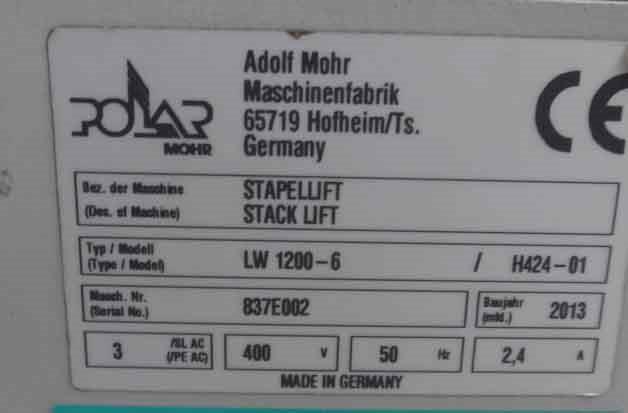 POLAR
MOHR
Adolf Mohr
Maschinenfabrik
65719 Hofheim/Ts.
Germany
CE
Bez. der Maschine
(Des. of Machine)
STAPELLIFT
STACK LIFT
Typ / Modell
(Type / Model)
LW 1200-6 / H424-01
Masch. Nr.
(Serial No.)
837E002
Baujahr
(mfd.)
2013
3 /SL AC
(/PE AC)
400 V
50 Hz
2,4 A
MADE IN GERMANY